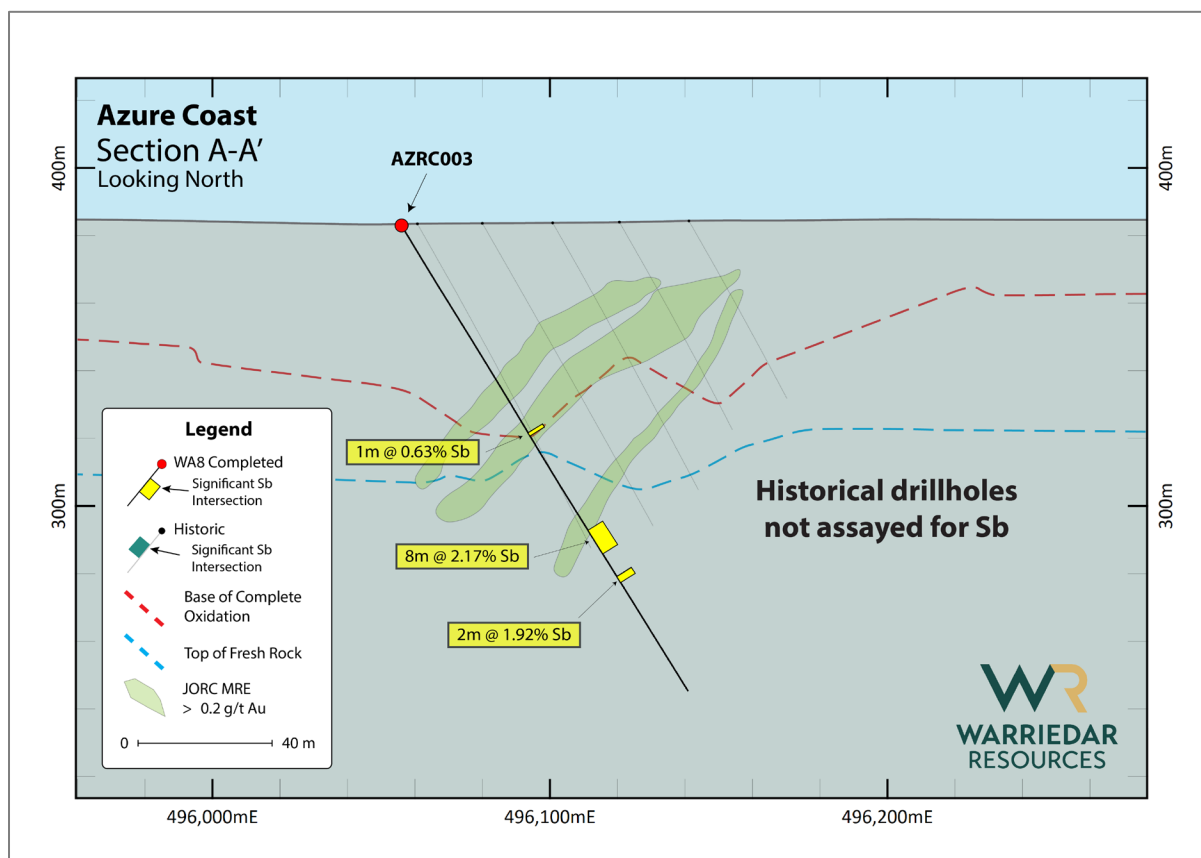 Azure Coast
Section A-A’
Looking North
AZRC003
400m
400m
300m
300m
1m @ 0.63% Sb
8m @ 2.17% Sb
2m @ 1.92% Sb
Historical drillholes
not assayed for Sb
Legend
WA8 Completed
Significant Sb
Intersection
Historic
Significant Sb
Intersection
Base of Complete
Oxidation
Top of Fresh Rock
JORC MRE
> 0.2 g/t Au
0 40 m
WR
WARRIEDAR
RESOURCES
496,000mE
496,100mE
496,200mE